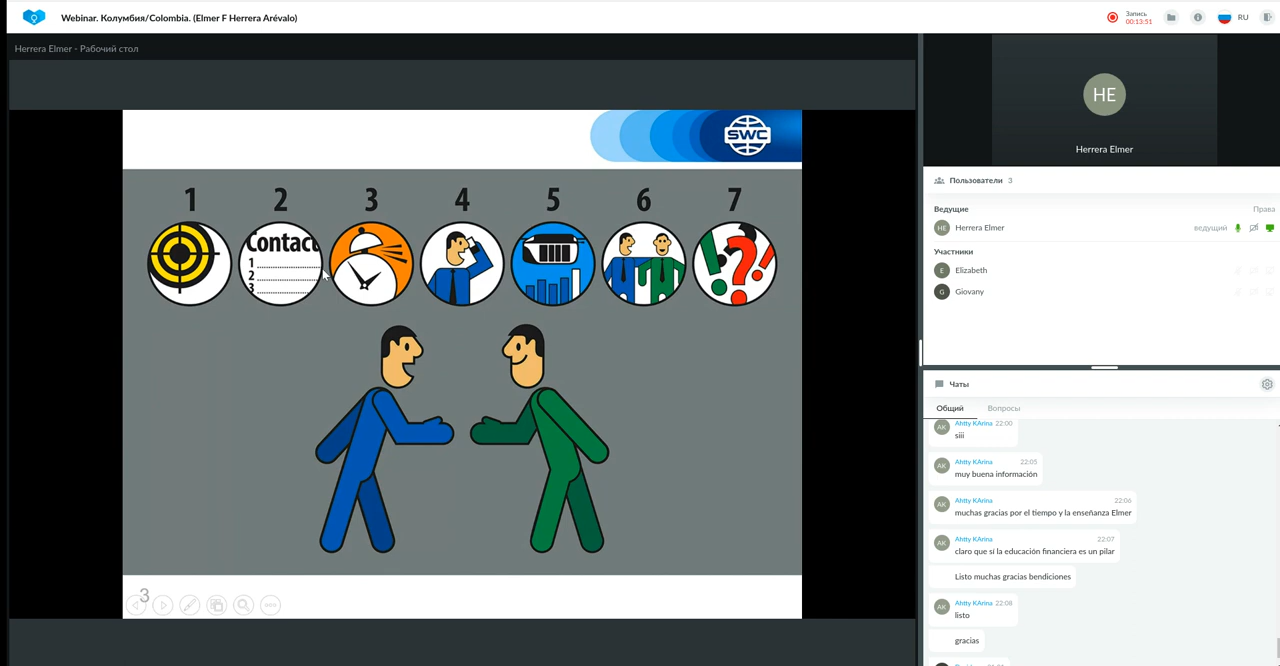 Webinar. Колумбия/Colombia. (Elmer F Herrera Arévalo)
Запись
00:13:51
RU
Herrera Elmer - Рабочий стол
SWC
1 2 3 4 5 6 7
Contact
1
2
3
3
HE
Herrera Elmer
Пользователи 3
Ведущие Права
HE Herrera Elmer ведущий
Участники
E Elizabeth
G Giovany
Чаты
Общий Вопросы
AK Ahtty KArina 22:00
siii
AK Ahtty KArina 22:05
muy buena información
AK Ahtty KArina 22:06
muchas gracias por el tiempo y la enseñanza Elmer
AK Ahtty KArina 22:07
claro que sí la educación financiera es un pilar
Listo muchas gracias bendiciones
AK Ahtty KArina 22:08
listo
gracias